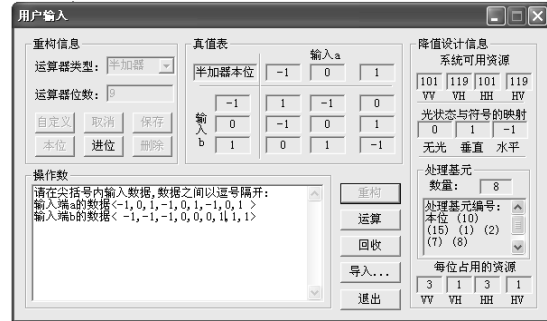 用户输入
重构信息
运算器类型: 半加器
运算器位数: 9
自定义 取消 保存
本位 进位 删除
真值表
输入a
半加器本位 -1 0 1
-1 1 -1 0
输入b
0 -1 0 1
1 0 1 -1
降值设计信息
系统可用资源
101 119 101 119
VV VH HH HV
光状态与符号的映射
0 1 -1
无光 垂直 水平
处理基元
数量: 8
处理基元编号:
本位 (10)
(15) (1) (2)
(7) (8)
每位占用的资源
3 1 3 1
VV VH HH HV
操作数
请在尖括号内输入数据,数据之间以逗号隔开:
输入端a的数据<-1,0,1,-1,0,1,-1,0,1 >
输入端b的数据< -1,-1,-1,0,0,0,1,1,1>
重构
运算
回收
导入...
退出